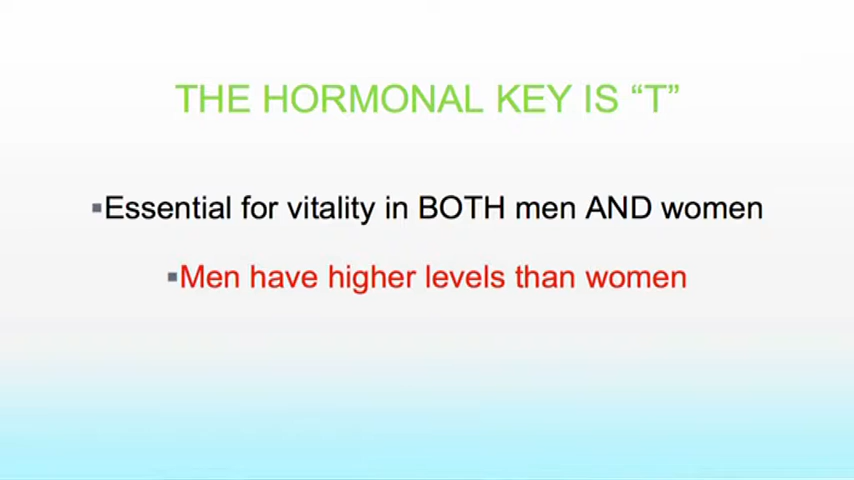 THE HORMONAL KEY IS “T”
▪Essential for vitality in BOTH men AND women
▪Men have higher levels than women